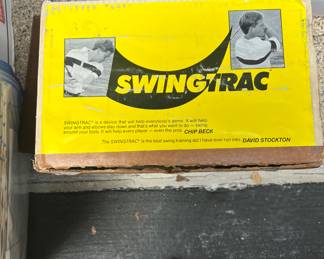 SWINGTRAC
SWINGTRAC® is a device that will help everyone's game. It will help
your arm and elbows stay down and that's what you want to do — swing
around your body. It will help every player — even the pros. CHIP BECK
The SWINGTRAC® is the best swing training aid I have ever run into. DAVID STOCKTON